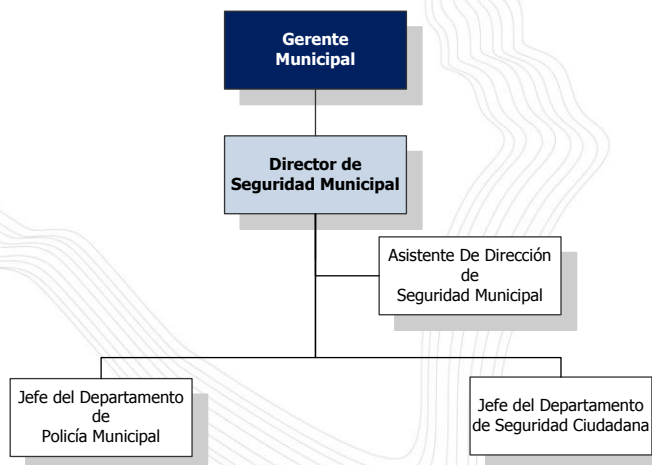 Gerente
Municipal
Director de
Seguridad Municipal
Asistente De Dirección
de
Seguridad Municipal
Jefe del Departamento
de
Policía Municipal
Jefe del Departamento
de Seguridad Ciudadana